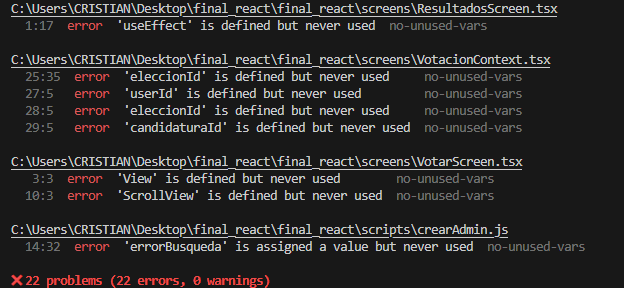 C:\Users\CRISTIAN\Desktop\final_react\final_react\screens\ResultadosScreen.tsx
1:17 error 'useEffect' is defined but never used no-unused-vars
C:\Users\CRISTIAN\Desktop\final_react\final_react\screens\VotacionContext.tsx
25:35 error 'eleccionId' is defined but never used no-unused-vars
27:5 error 'userId' is defined but never used no-unused-vars
28:5 error 'eleccionId' is defined but never used no-unused-vars
29:5 error 'candidaturaId' is defined but never used no-unused-vars
C:\Users\CRISTIAN\Desktop\final_react\final_react\screens\VotarScreen.tsx
3:3 error 'View' is defined but never used no-unused-vars
10:3 error 'ScrollView' is defined but never used no-unused-vars
C:\Users\CRISTIAN\Desktop\final_react\final_react\scripts\crearAdmin.js
14:32 error 'errorBusqueda' is assigned a value but never used no-unused-vars
✖ 22 problems (22 errors, 0 warnings)